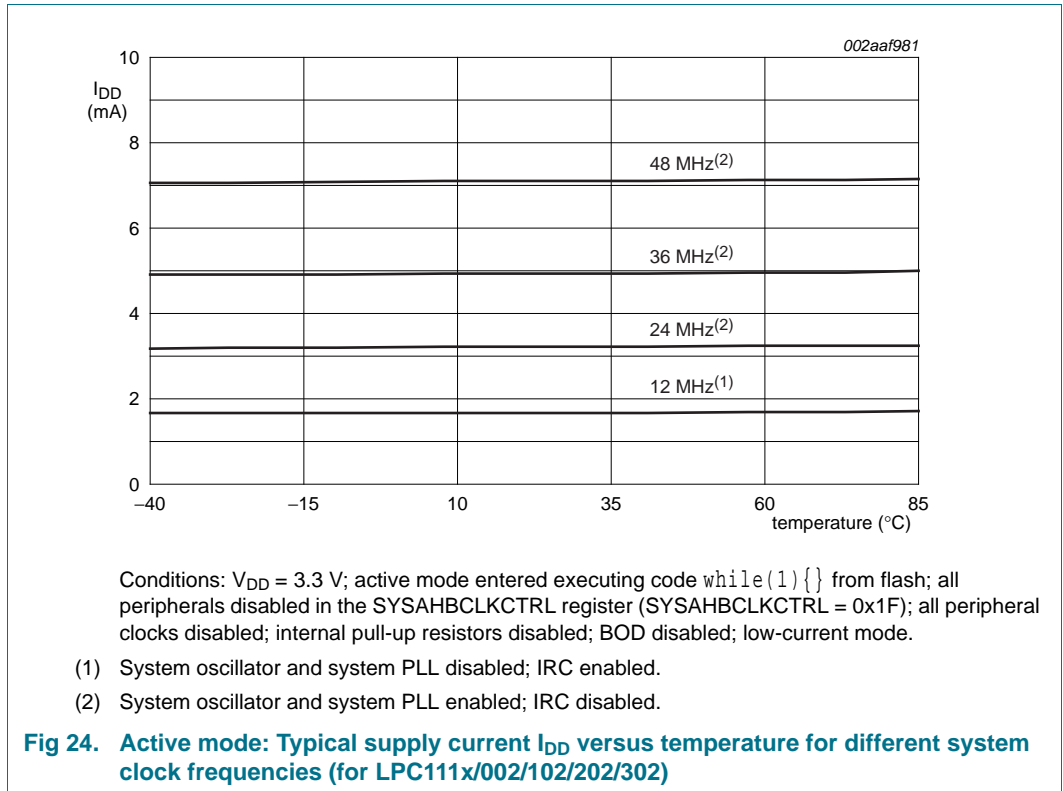 002aaf981
10
I_DD
(mA)
8
48 MHz(2)
6
36 MHz(2)
4
24 MHz(2)
12 MHz(1)
2
0
−40 −15 10 35 60 85
temperature (°C)
Conditions: V_DD = 3.3 V; active mode entered executing code while(1){} from flash; all
peripherals disabled in the SYSAHBCLKCTRL register (SYSAHBCLKCTRL = 0x1F); all peripheral
clocks disabled; internal pull-up resistors disabled; BOD disabled; low-current mode.
(1) System oscillator and system PLL disabled; IRC enabled.
(2) System oscillator and system PLL enabled; IRC disabled.
Fig 24. Active mode: Typical supply current I_DD versus temperature for different system
clock frequencies (for LPC111x/002/102/202/302)